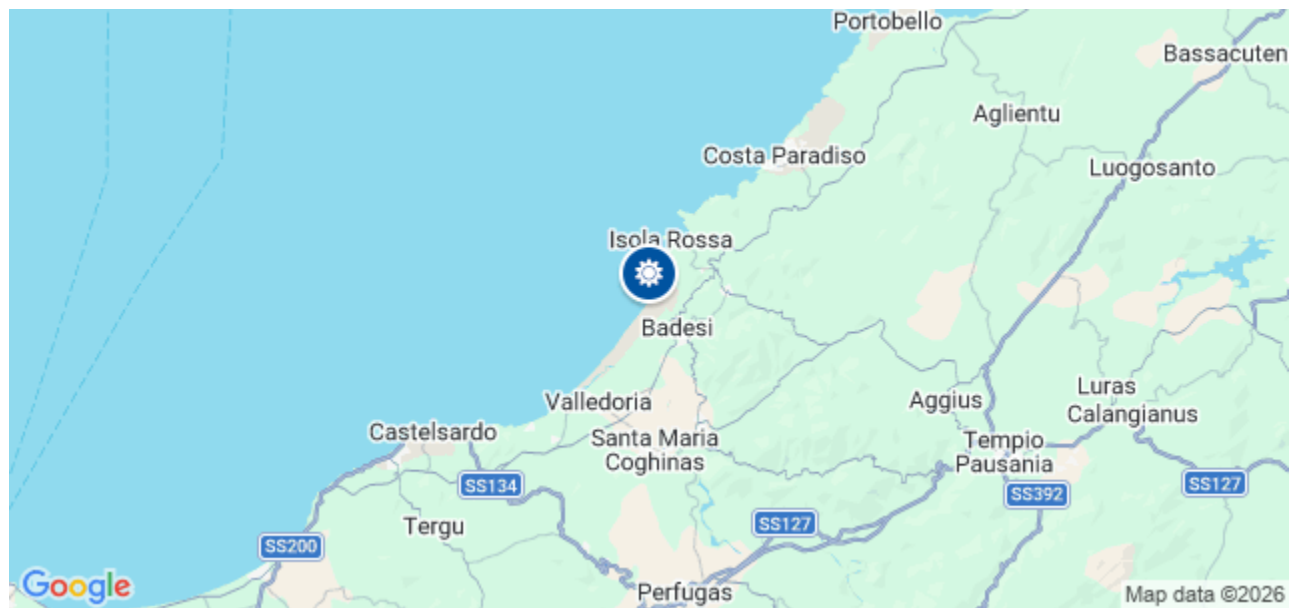 Portobello
Bassacuten
Aglientu
Costa Paradiso
Luogosanto
Isola Rossa
Badesi
Luras
Valledoria
Aggius
Calangianus
Castelsardo
Santa Maria
Coghinas
Tempio
Pausania
SS134
SS127
SS392
Tergu
SS127
SS200
Perfugas
Google
Map data ©2026